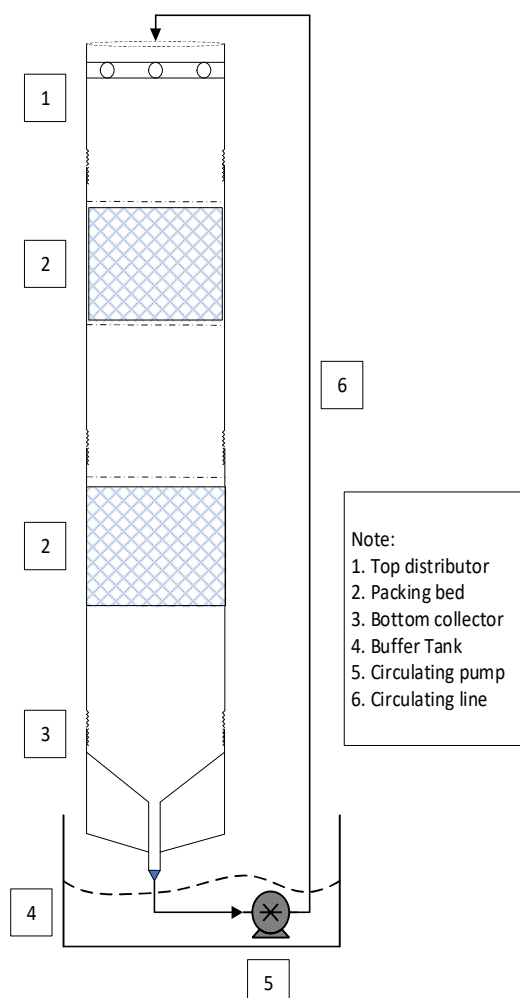 1
2
6
2
Note:
1. Top distributor
2. Packing bed
3. Bottom collector
4. Buffer Tank
5. Circulating pump
6. Circulating line
3
4
5